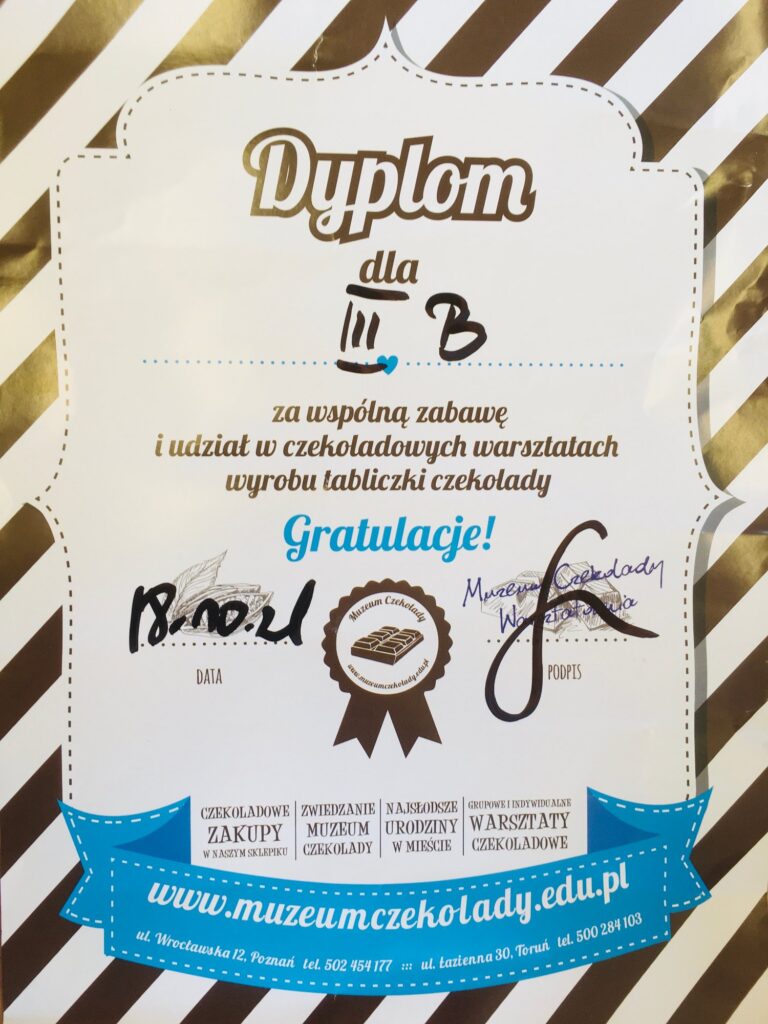 Dyplom
dla
III B
za wspólną zabawę
i udział w czekoladowych warsztatach
wyrobu tabliczki czekolady
Gratulacje!
18.10.21
DATA
Muzeum Czekolady
www.muzeumczekolady.edu.pl
Muzeum Czekolady
Warsztatownia
PODPIS
CZEKOLADOWE
ZAKUPY
W NASZYM SKLEPIKU
ZWIEDZANIE
MUZEUM
CZEKOLADY
NAJSŁODSZE
URODZINY
W MIEŚCIE
GRUPOWE I INDYWIDUALNE
WARSZTATY
CZEKOLADOWE
www.muzeumczekolady.edu.pl
ul. Wrocławska 12, Poznań tel. 502 454 177 ::: ul. Łazienna 30, Toruń tel. 500 284 103